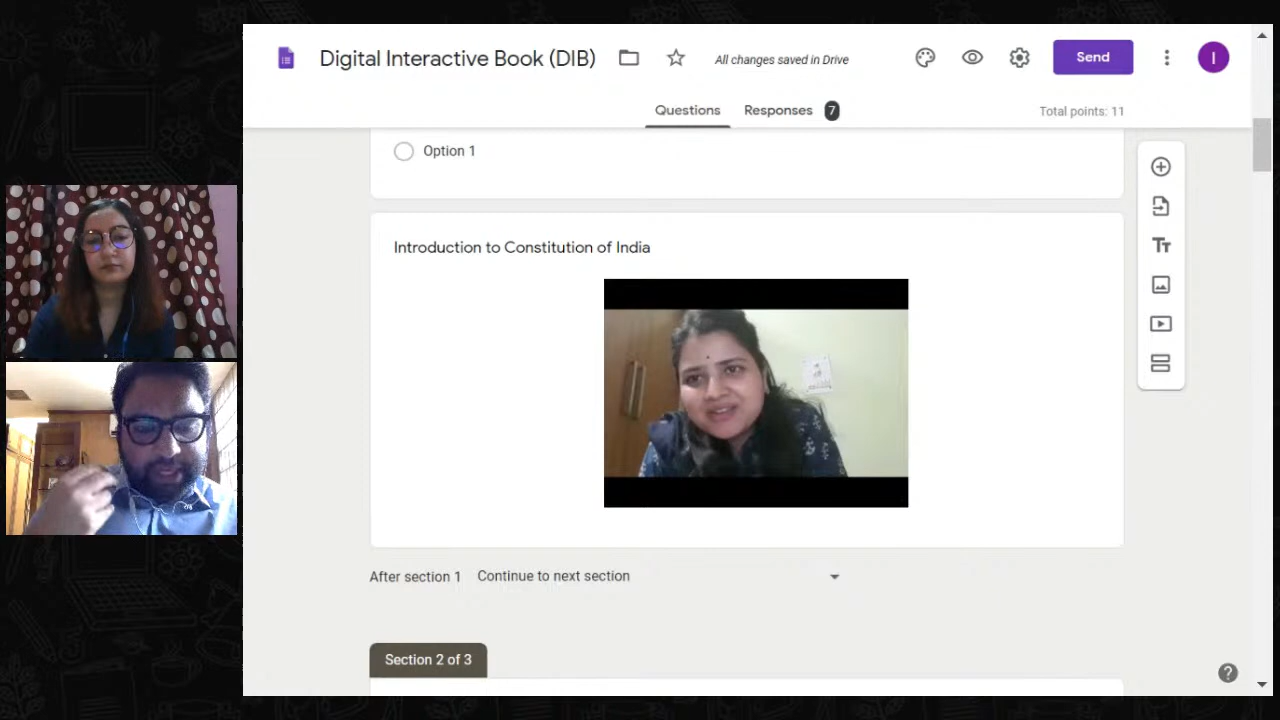 Digital Interactive Book (DIB)
All changes saved in Drive
Send
I
Questions
Responses 7
Total points: 11
Option 1
Introduction to Constitution of India
After section 1 Continue to next section
Section 2 of 3